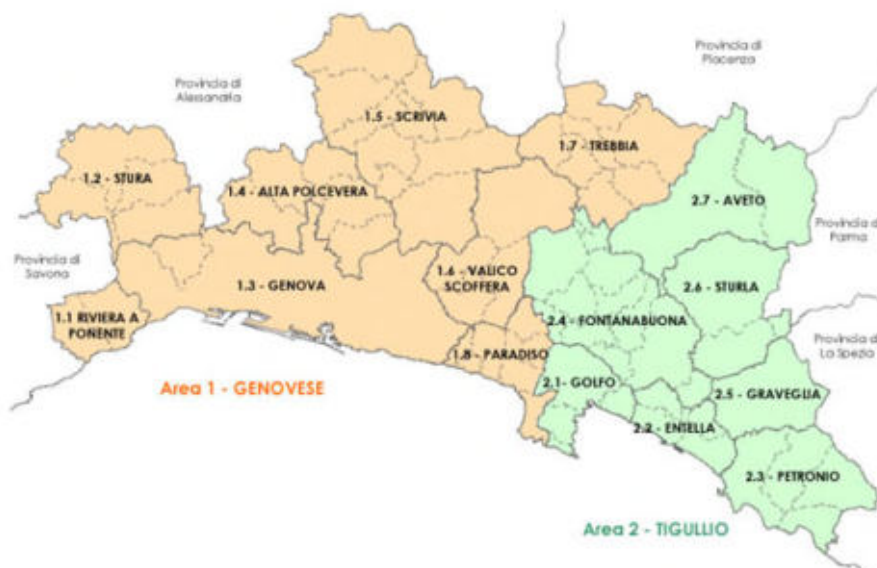 Provincia di
Piacenza
Provincia di
Alessandria
1.5 - SCRIVIA
1.7 - TREBBIA
1.2 - STURA
1.4 - ALTA POLCEVERA
2.7 - AVETO
Provincia di
Parma
Provincia di
Savona
1.3 - GENOVA
1.6 - VALICO
SCOFFERA
2.6 - STURLA
1.1 RIVIERA A
PONENTE
2.4 - FONTANABUONA
Provincia di
La Spezia
1.8 - PARADISO
Area 1 - GENOVESE
2.1- GOLFO
2.5 - GRAVEGLIA
2.2 - ENTELLA
2.3 - PETRONIO
Area 2 - TIGULLIO